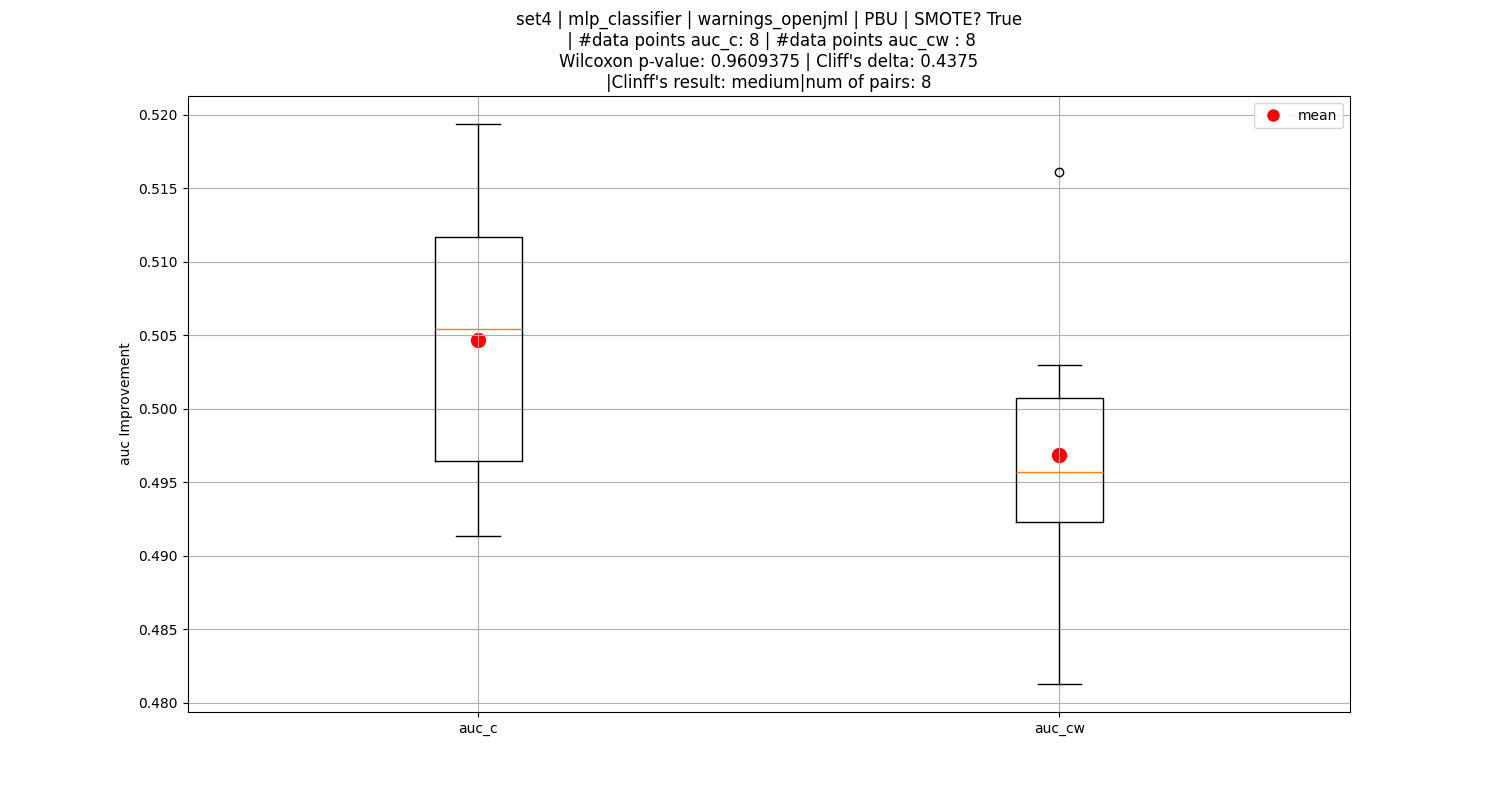 set4 | mlp_classifier | warnings_openjml | PBU | SMOTE? True
| #data points auc_c: 8 | #data points auc_cw : 8
Wilcoxon p-value: 0.9609375 | Cliff's delta: 0.4375
|Clinff's result: medium|num of pairs: 8
mean
0.520
0.515
0.510
0.505
0.500
0.495
0.490
0.485
0.480
auc Improvement
auc_c
auc_cw